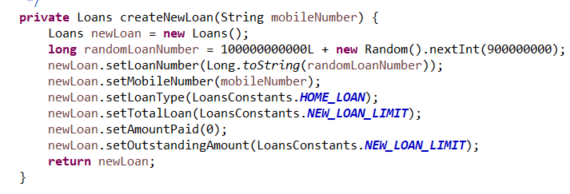 */
private Loans createNewLoan(String mobileNumber) {
    Loans newLoan = new Loans();
    long randomLoanNumber = 100000000000L + new Random().nextInt(900000000);
    newLoan.setLoanNumber(Long.toString(randomLoanNumber));
    newLoan.setMobileNumber(mobileNumber);
    newLoan.setLoanType(LoansConstants.HOME_LOAN);
    newLoan.setTotalLoan(LoansConstants.NEW_LOAN_LIMIT);
    newLoan.setAmountPaid(0);
    newLoan.setOutstandingAmount(LoansConstants.NEW_LOAN_LIMIT);
    return newLoan;
}